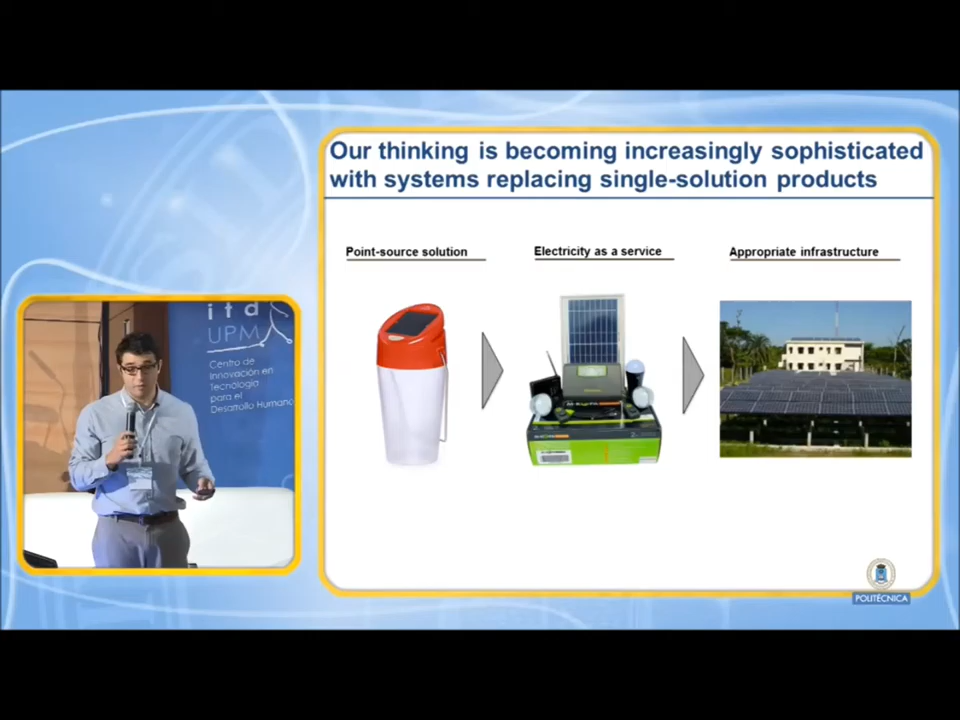 Our thinking is becoming increasingly sophisticated
with systems replacing single-solution products
Point-source solution
Electricity as a service
Appropriate infrastructure
itd
UPM
Centro de
Innovación en
Tecnología
para el
Desarrollo Humano
POLITÉCNICA